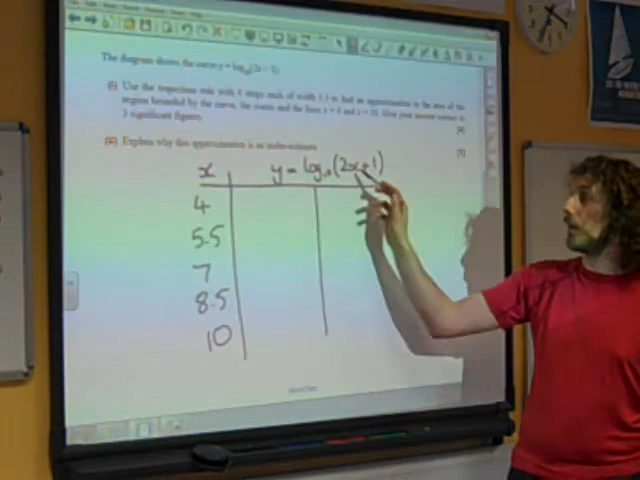 The diagram shows the curve y = log₁₀(2x + 1).
(i) Use the trapezium rule with 4 strips each of width 1.5 to find an approximation to the area of the
region bounded by the curve, the x-axis and the lines x = 4 and x = 10. Give your answer correct to
3 significant figures. [4]
(ii) Explain why this approximation is an under-estimate.
x y = log₁₀(2x+1)
4
5.5
7
8.5
10